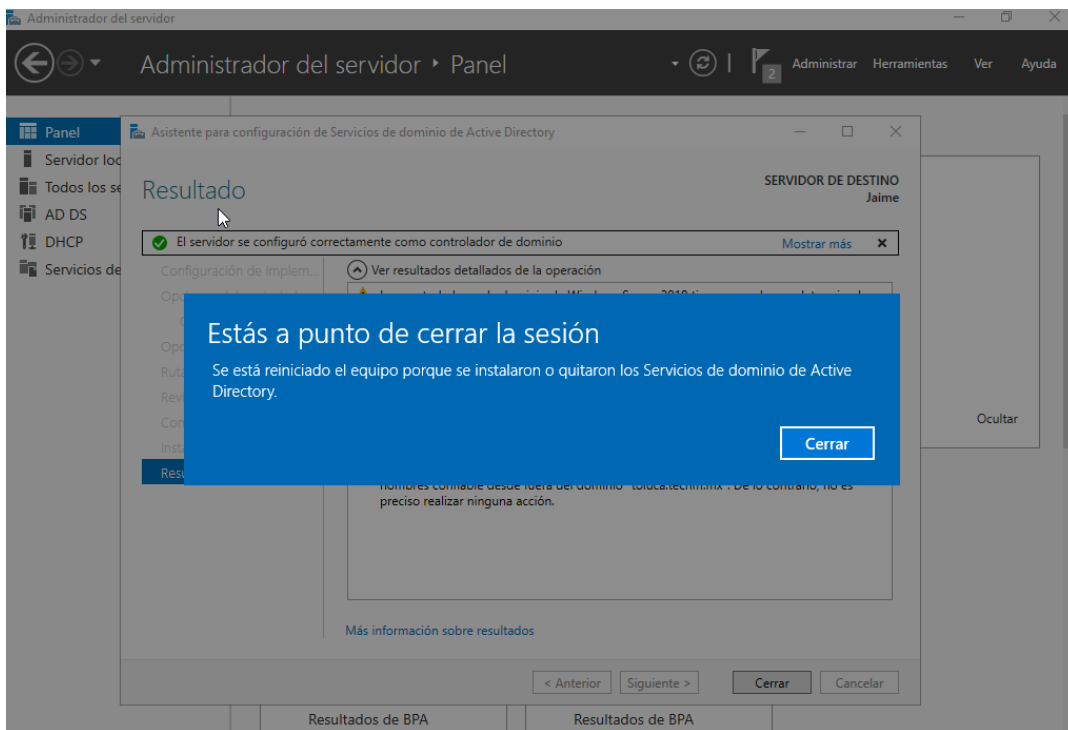 Administrador del servidor
Administrador del servidor ‣ Panel
2
Administrar Herramientas Ver Ayuda
Panel
Servidor loc
Todos los se
AD DS
DHCP
Servicios de
Asistente para configuración de Servicios de dominio de Active Directory
Resultado
SERVIDOR DE DESTINO
Jaime
El servidor se configuró correctamente como controlador de dominio
Mostrar más
Configuración de implem...
Ver resultados detallados de la operación
Estás a punto de cerrar la sesión
Se está reiniciado el equipo porque se instalaron o quitaron los Servicios de dominio de Active
Directory.
Cerrar
Ocultar
preciso realizar ninguna acción.
Más información sobre resultados
< Anterior Siguiente > Cerrar Cancelar
Resultados de BPA Resultados de BPA